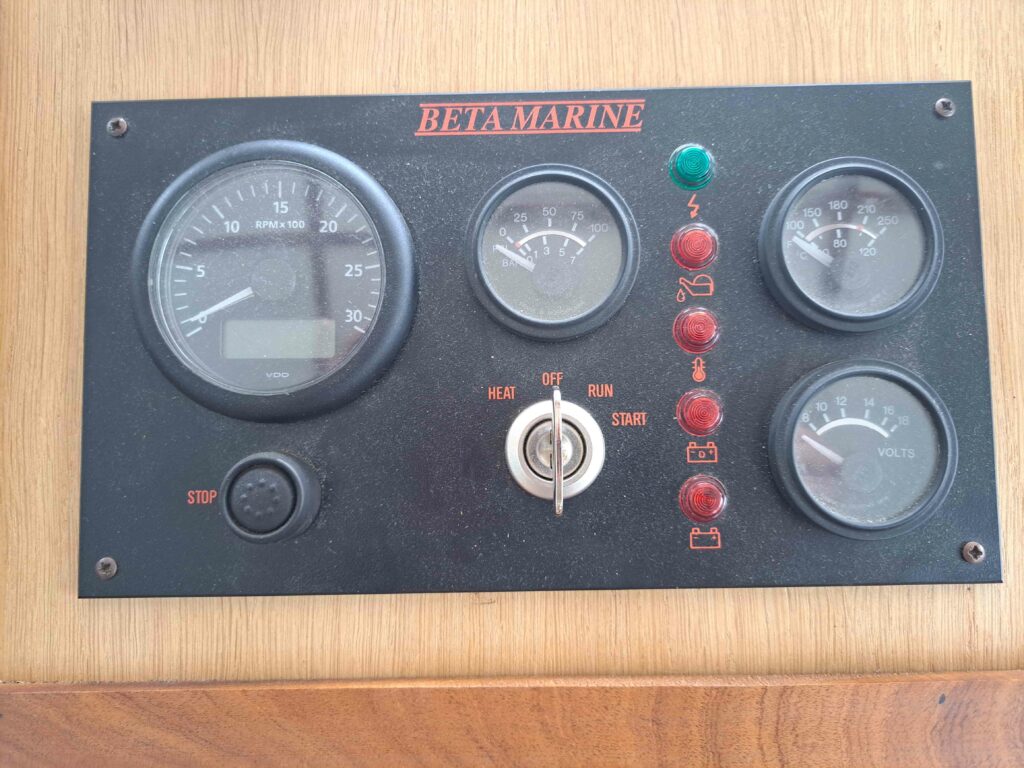 BETA MARINE
0 5 10 15 20 25 30
RPM x 100
VDO
0 25 50 75 100
BAR 0 1 3 5 7
100 150 180 210 250
°C 80 120
8 10 12 14 16 18
VOLTS
HEAT OFF RUN START
STOP
- D +
- +